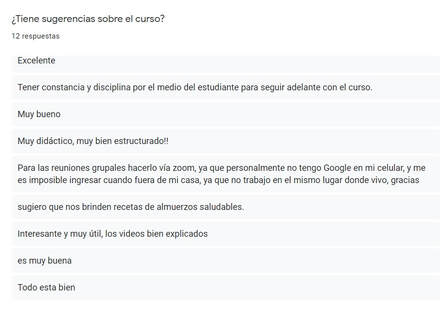 ¿Tiene sugerencias sobre el curso?
12 respuestas
Excelente
Tener constancia y disciplina por el medio del estudiante para seguir adelante con el curso.
Muy bueno
Muy didáctico, muy bien estructurado!!
Para las reuniones grupales hacerlo vía zoom, ya que personalmente no tengo Google en mi celular, y me
es imposible ingresar cuando fuera de mi casa, ya que no trabajo en el mismo lugar donde vivo, gracias
sugiero que nos brinden recetas de almuerzos saludables.
Interesante y muy útil, los videos bien explicados
es muy buena
Todo esta bien